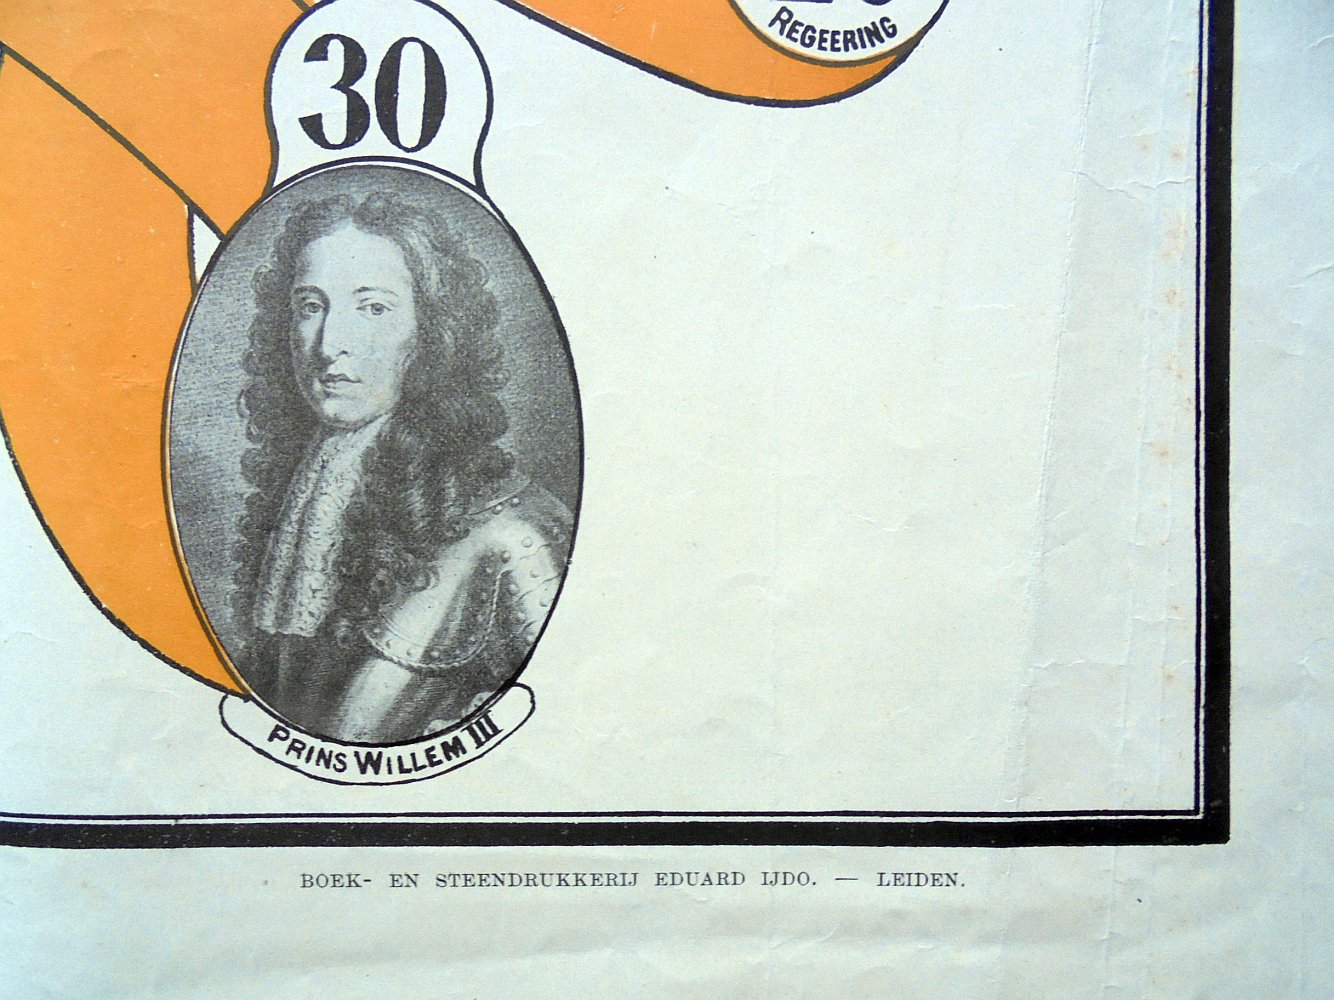 REGEERING
30
PRINS WILLEM III
BOEK- EN STEENDRUKKERIJ EDUARD IJDO. — LEIDEN.